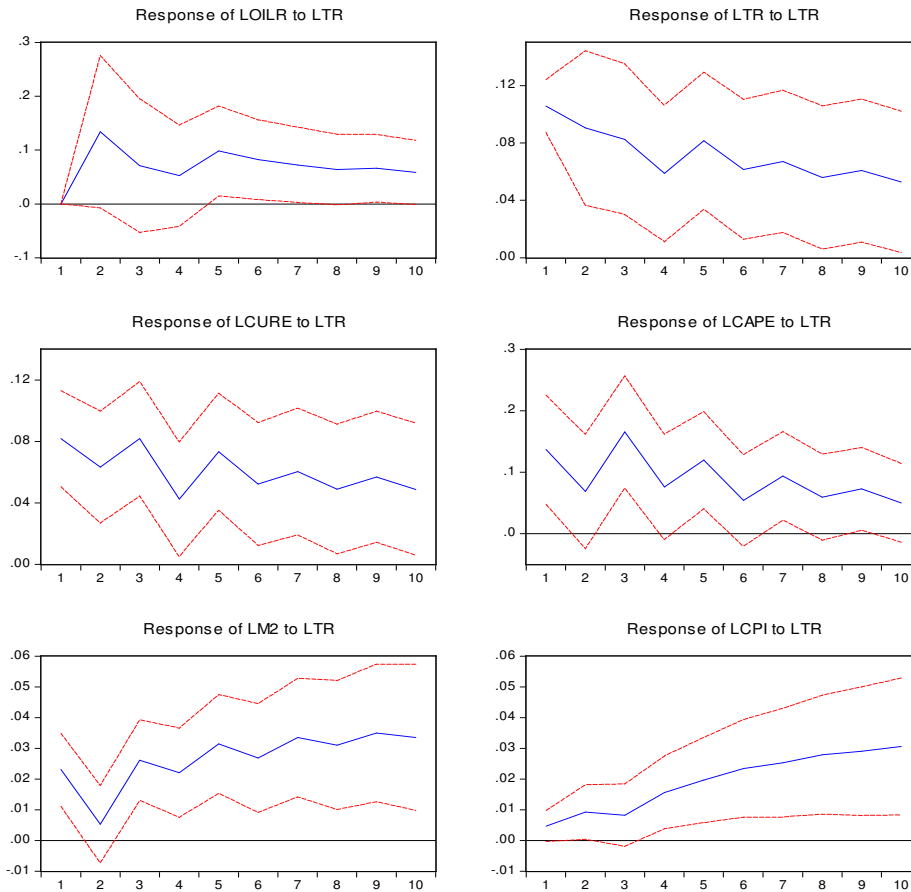 Response of LOILR to LTR
.3
.2
.1
.0
-.1
1 2 3 4 5 6 7 8 9 10
Response of LTR to LTR
.12
.08
.04
.00
1 2 3 4 5 6 7 8 9 10
Response of LCURE to LTR
.12
.08
.04
.00
1 2 3 4 5 6 7 8 9 10
Response of LCAPE to LTR
.3
.2
.1
.0
1 2 3 4 5 6 7 8 9 10
Response of LM2 to LTR
.06
.05
.04
.03
.02
.01
.00
-.01
1 2 3 4 5 6 7 8 9 10
Response of LCPI to LTR
.06
.05
.04
.03
.02
.01
.00
-.01
1 2 3 4 5 6 7 8 9 10